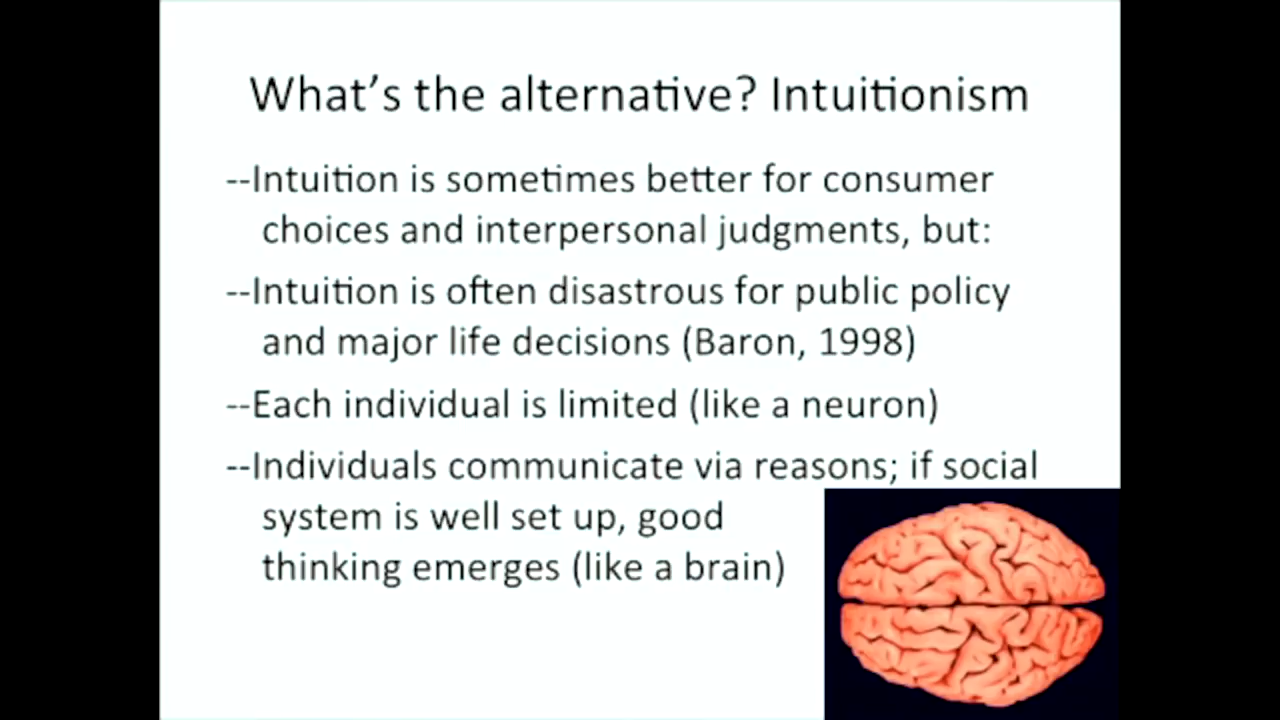 What's the alternative? Intuitionism
--Intuition is sometimes better for consumer
choices and interpersonal judgments, but:
--Intuition is often disastrous for public policy
and major life decisions (Baron, 1998)
--Each individual is limited (like a neuron)
--Individuals communicate via reasons; if social
system is well set up, good
thinking emerges (like a brain)